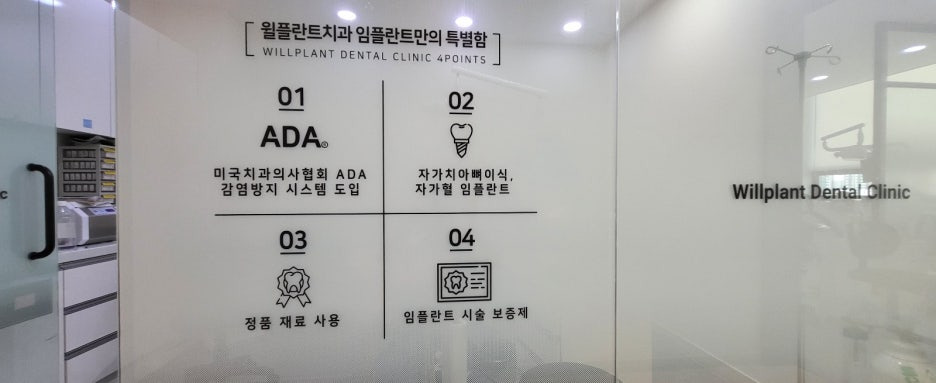 윌플란트치과 임플란트만의 특별함
WILLPLANT DENTAL CLINIC 4POINTS
01
ADA®
미국치과의사협회 ADA
감염방지 시스템 도입
02
자가치아뼈이식,
자가혈 임플란트
03
정품 재료 사용
04
임플란트 시술 보증제
Willplant Dental Clinic
c